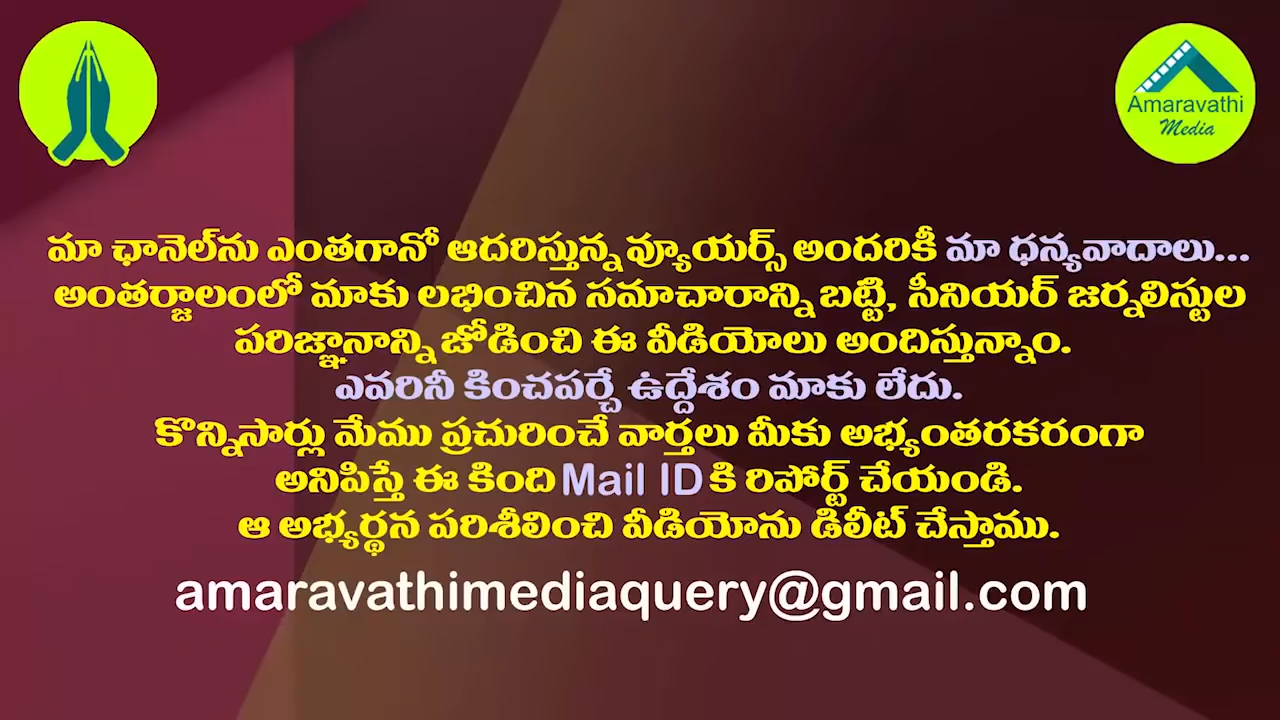 Amaravathi
Media
మా ఛానెల్‌ను ఎంతగానో ఆదరిస్తున్న వ్యూయర్స్ అందరికీ మా ధన్యవాదాలు...
అంతర్జాలంలో మాకు లభించిన సమాచారాన్ని బట్టి, సీనియర్ జర్నలిస్టుల
పరిజ్ఞానాన్ని జోడించి ఈ వీడియోలు అందిస్తున్నాం.
ఎవరినీ కించపర్చే ఉద్దేశం మాకు లేదు.
కొన్నిసార్లు మేము ప్రచురించే వార్తలు మీకు అభ్యంతరకరంగా
అనిపిస్తే ఈ కింది Mail ID కి రిపోర్ట్ చేయండి.
ఆ అభ్యర్థన పరిశీలించి వీడియోను డిలీట్ చేస్తాము.
amaravathimediaquery@gmail.com